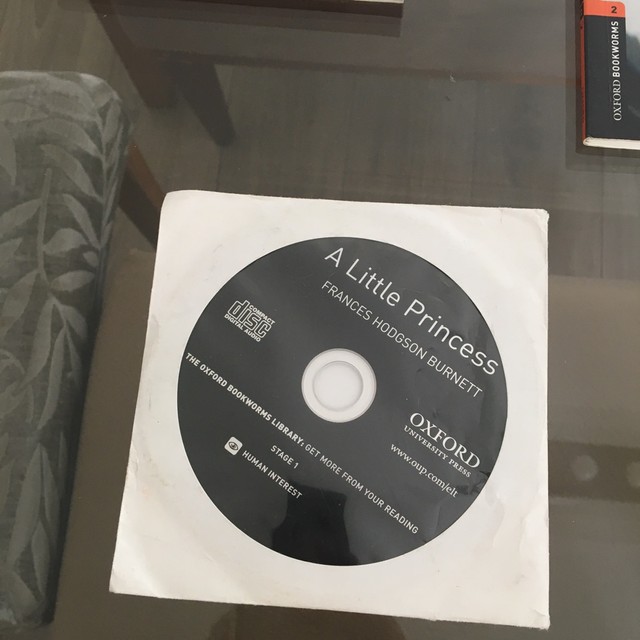 2
OXFORD BOOKWORMS
A Little Princess
FRANCES HODGSON BURNETT
COMPACT
disc
DIGITAL AUDIO
OXFORD
UNIVERSITY PRESS
www.oup.com/elt
THE OXFORD BOOKWORMS LIBRARY: GET MORE FROM YOUR READING
STAGE 1
HUMAN INTEREST